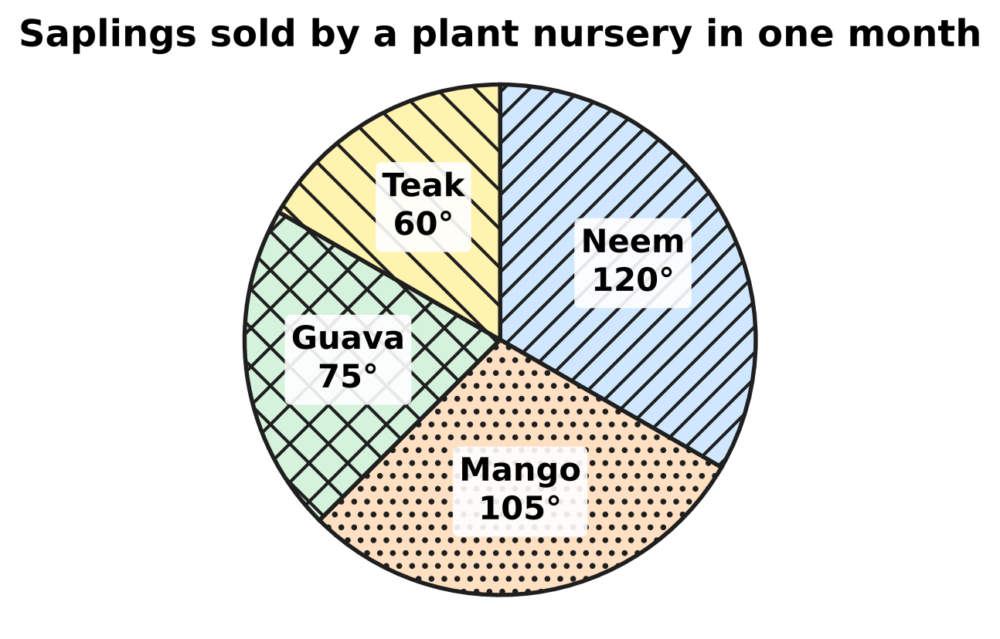 Saplings sold by a plant nursery in one month
Teak
60°
Neem
120°
Guava
75°
Mango
105°